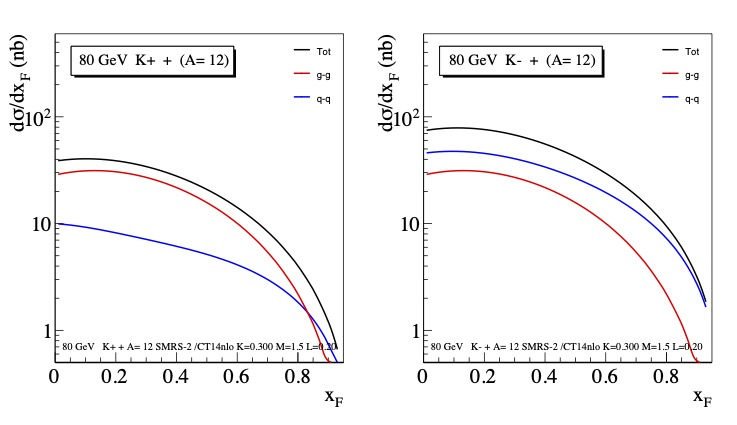 dσ/dx_F (nb)
80 GeV K+ + (A= 12)
Tot
g-g
q-q
10²
10
1
80 GeV K+ + A= 12 SMRS-2 /CT14nlo K=0.300 M=1.5 L=0.20
0 0.2 0.4 0.6 0.8
x_F
dσ/dx_F (nb)
80 GeV K- + (A= 12)
Tot
g-g
q-q
10²
10
1
80 GeV K- + A= 12 SMRS-2 /CT14nlo K=0.300 M=1.5 L=0.20
0 0.2 0.4 0.6 0.8
x_F